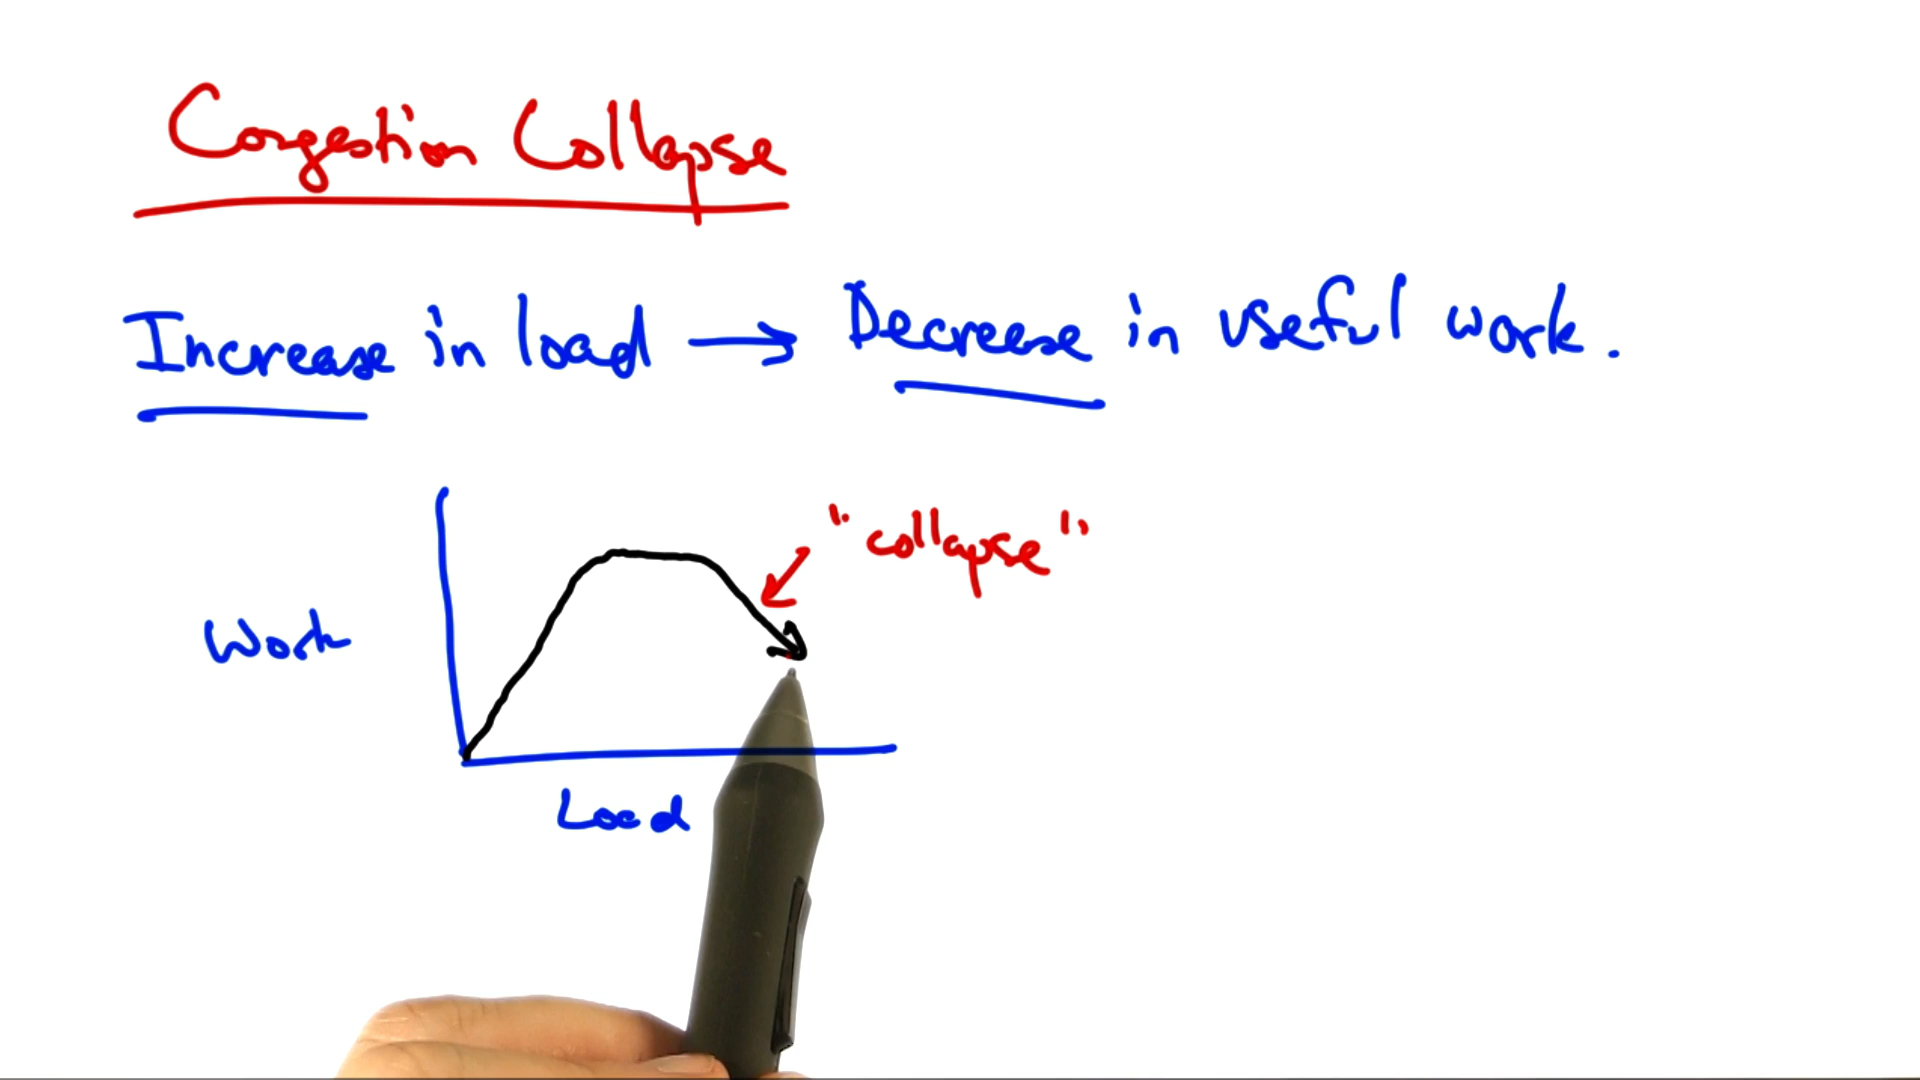 Congestion Collapse
Increase in load → Decrease in useful work.
"collapse"
Work
Load